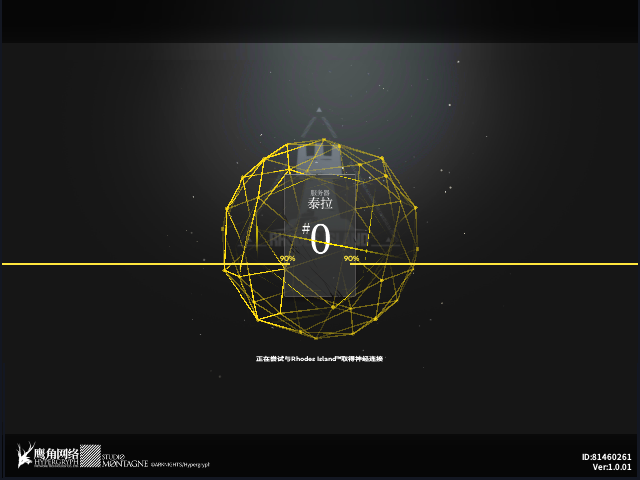 服务器
泰拉
#0
90% 90%
正在尝试与Rhodes Island™取得神经连接
鹰角网络
HYPERGRYPH
STUDIO
MONTAGNE
©ARKNIGHTS/Hypergryph
ID:81460261
Ver:1.0.01